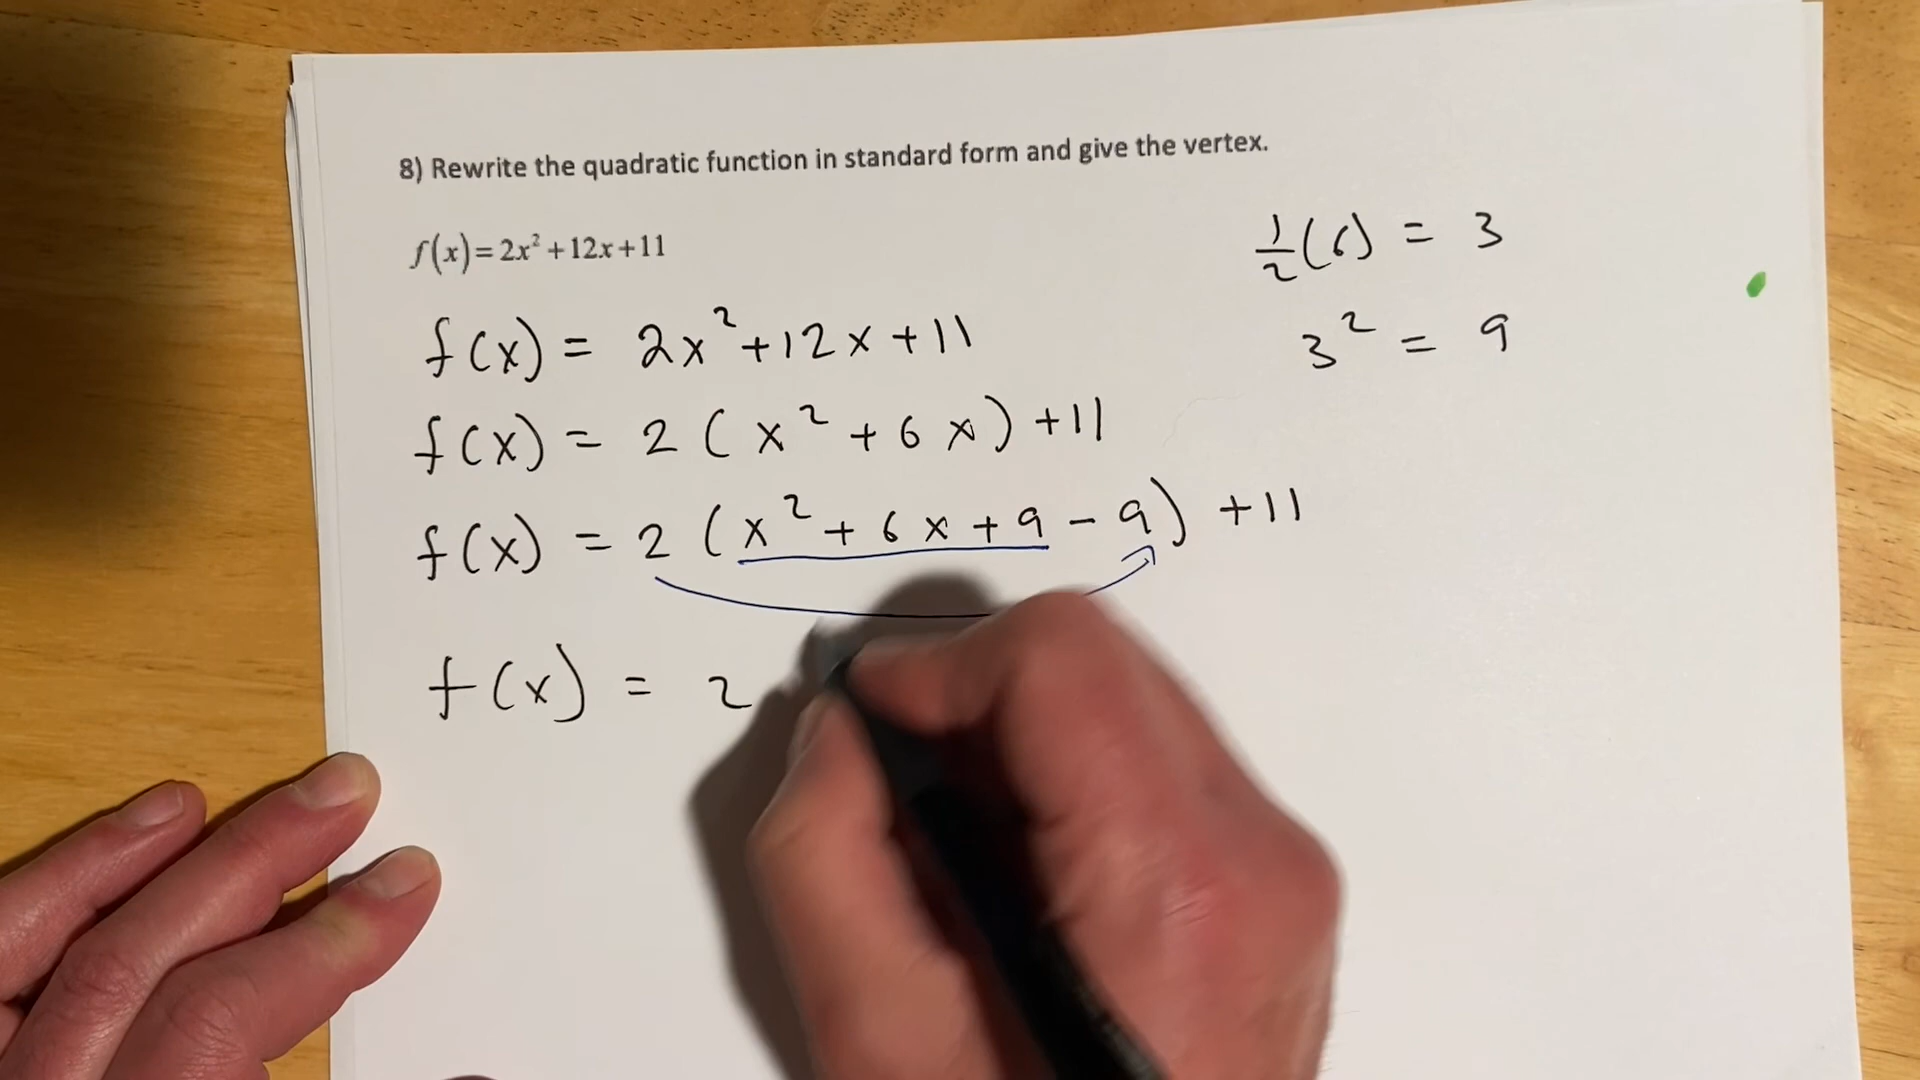 8) Rewrite the quadratic function in standard form and give the vertex.
f(x)=2x²+12x+11
½(6) = 3
3² = 9
f(x) = 2x²+12x+11
f(x) = 2(x²+6x)+11
f(x) = 2(x²+6x+9-9)+11
f(x) = 2